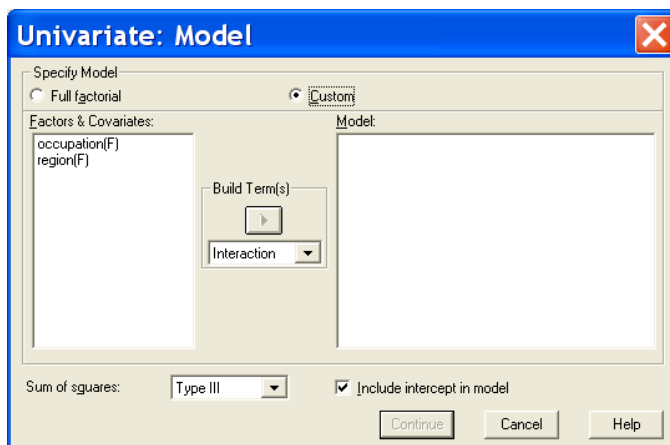 Univariate: Model
Specify Model
Full factorial
Custom
Factors & Covariates:
Model:
occupation(F)
region(F)
Build Term(s)
Interaction
Sum of squares:
Type III
Include intercept in model
Continue
Cancel
Help